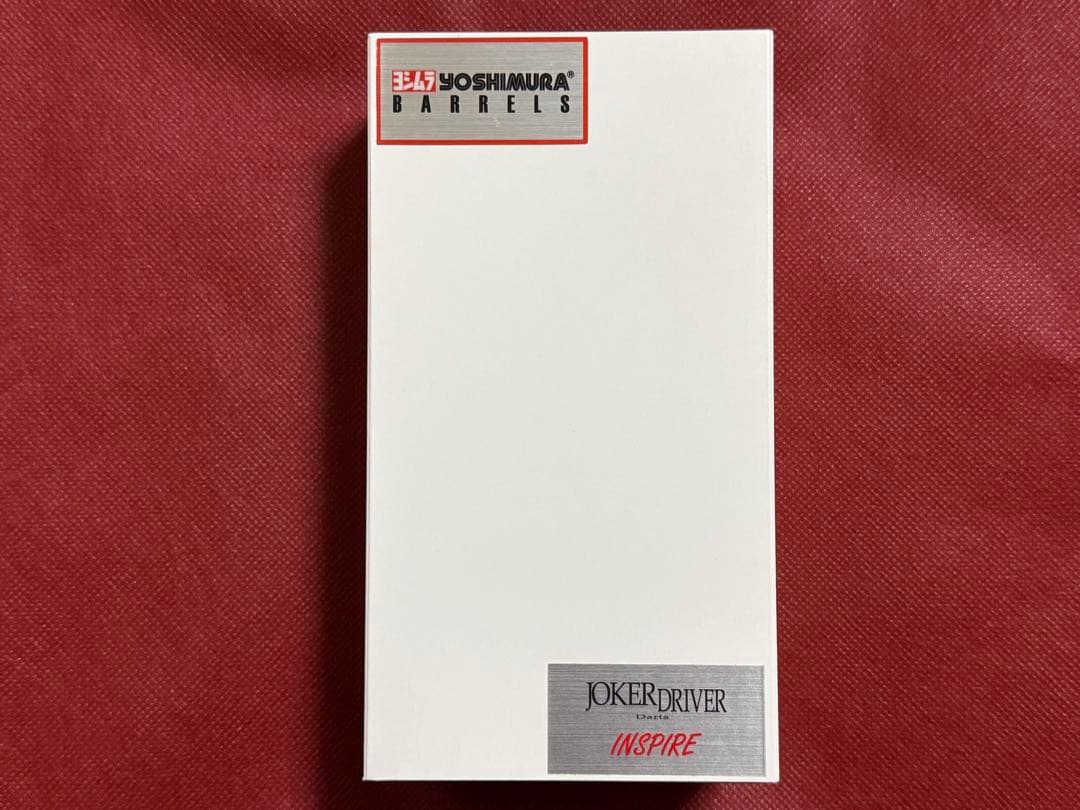 ヨシムラ YOSHIMURA®
BARRELS
JOKER DRIVER
Darts
INSPIRE